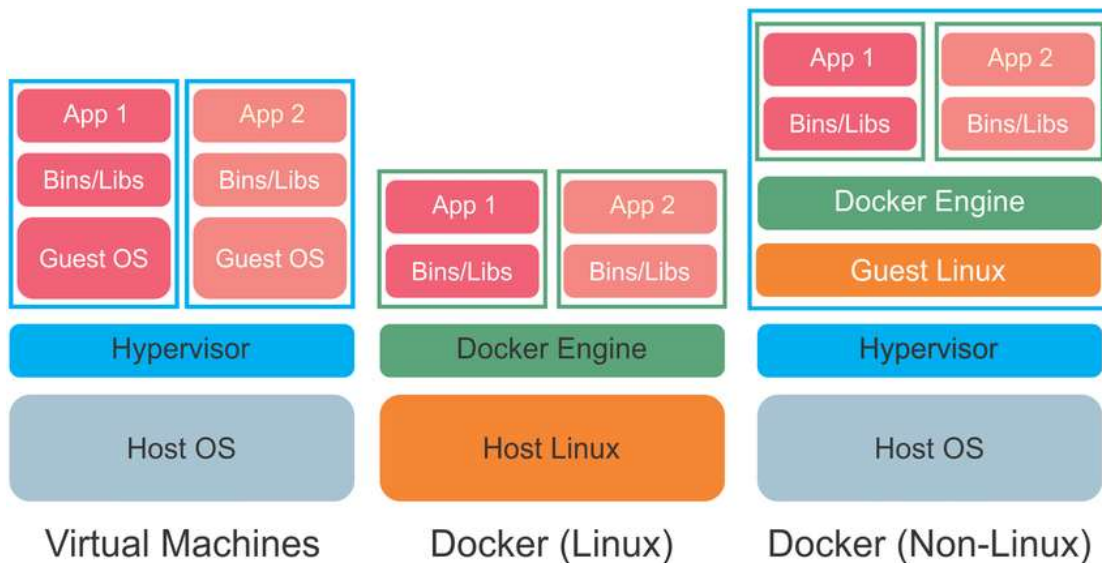 App 1
Bins/Libs
Guest OS
App 2
Bins/Libs
Guest OS
Hypervisor
Host OS
Virtual Machines
App 1
Bins/Libs
App 2
Bins/Libs
Docker Engine
Host Linux
Docker (Linux)
App 1
Bins/Libs
App 2
Bins/Libs
Docker Engine
Guest Linux
Hypervisor
Host OS
Docker (Non-Linux)